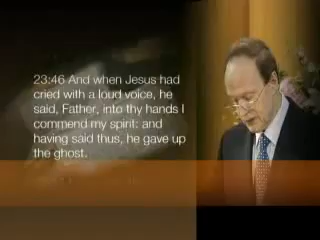 23:46 And when Jesus had
cried with a loud voice, he
said, Father, into thy hands I
commend my spirit: and
having said thus, he gave up
the ghost.